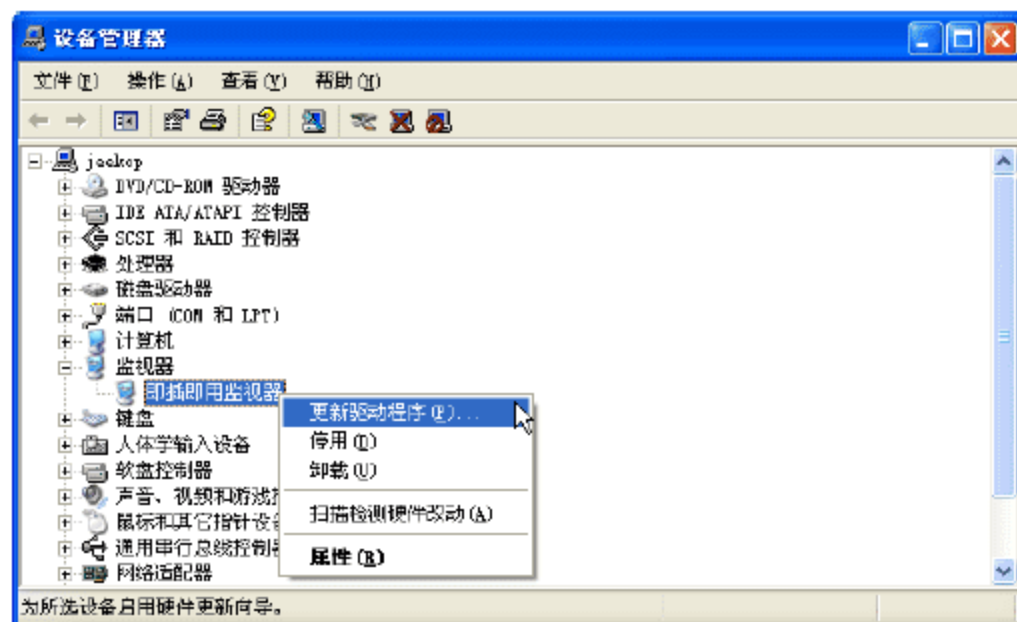 设备管理器
文件(F) 操作(A) 查看(V) 帮助(H)
jackop
DVD/CD-ROM 驱动器
IDE ATA/ATAPI 控制器
SCSI 和 RAID 控制器
处理器
磁盘驱动器
端口 (COM 和 LPT)
计算机
监视器
即插即用监视器
更新驱动程序(P)...
键盘
停用(D)
人体学输入设备
卸载(U)
软盘控制器
声音、视频和游戏
扫描检测硬件改动(A)
鼠标和其它指针设
通用串行总线控制
属性(R)
网络适配器
为所选设备启用硬件更新向导。